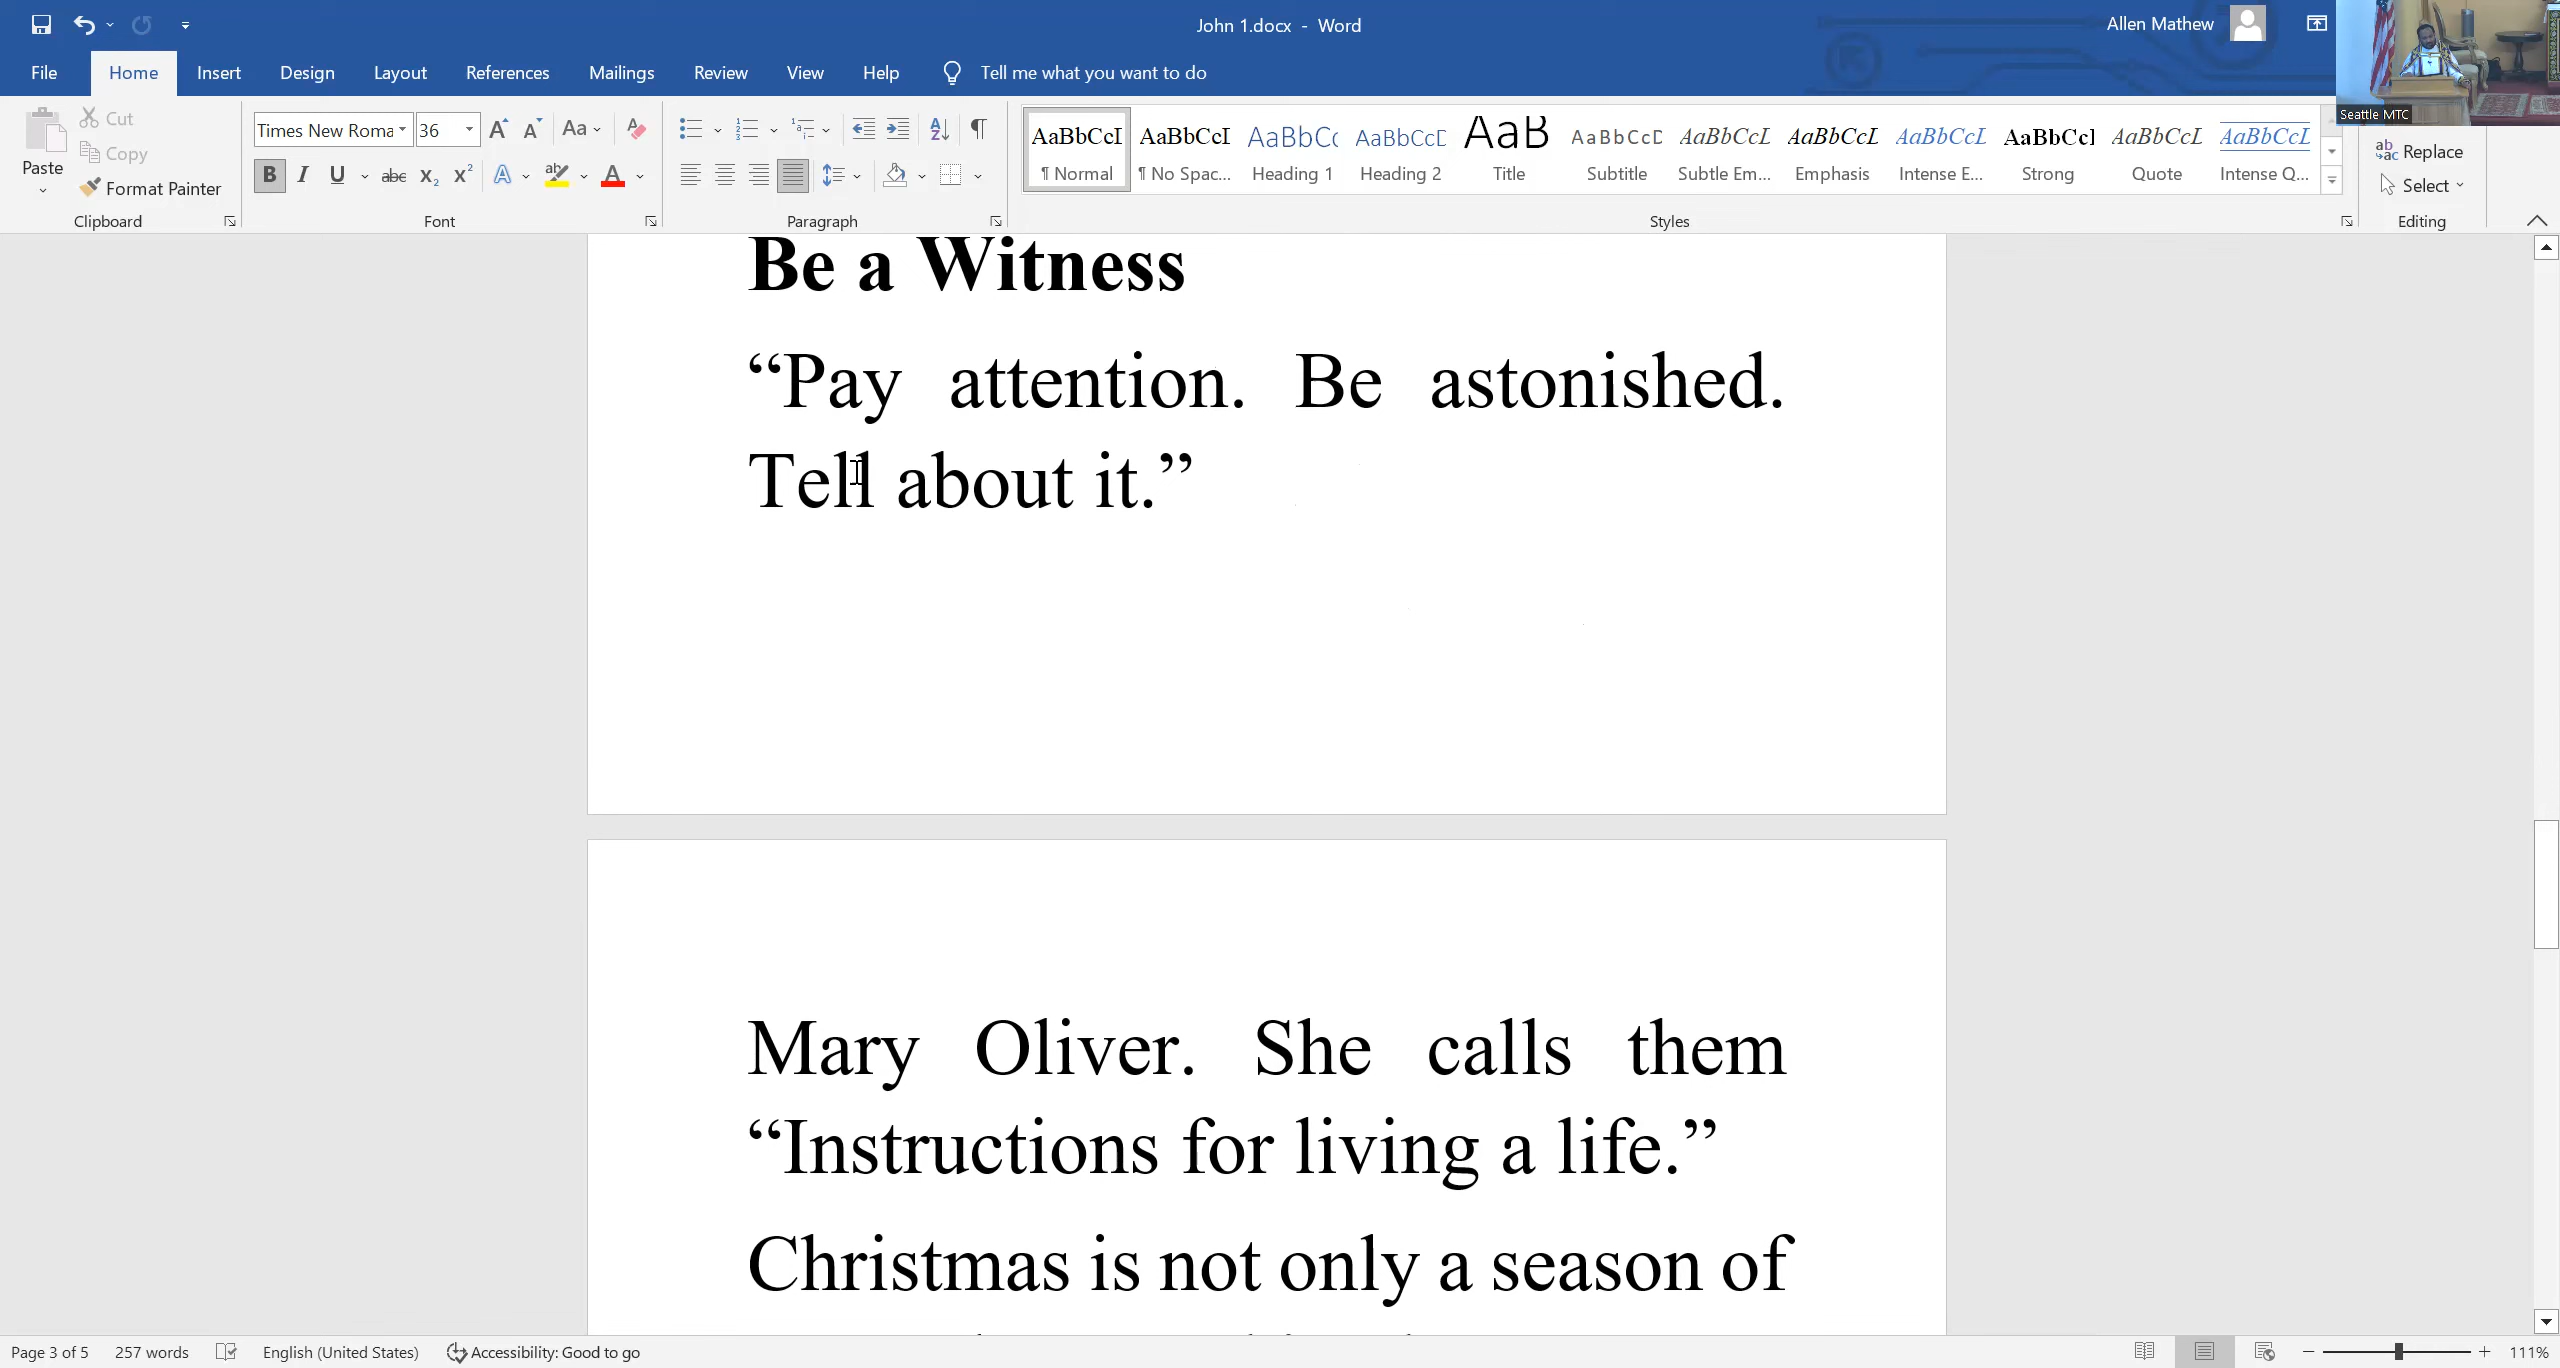 John 1.docx - Word
Allen Mathew
File Home Insert Design Layout References Mailings Review View Help Tell me what you want to do
Seattle MTC
Paste
Cut
Copy
Format Painter
Clipboard
Times New Roma 36
Font
Paragraph
AaBbCcI AaBbCcI AaBbCc AaBbCcD AaB AaBbCcD AaBbCcL AaBbCcL AaBbCcL AaBbCcl AaBbCcL AaBbCcL
¶ Normal ¶ No Spac... Heading 1 Heading 2 Title Subtitle Subtle Em... Emphasis Intense E... Strong Quote Intense Q...
Styles
Replace
Select
Editing
Be a Witness
“Pay attention. Be astonished.
Tell about it.”
Mary Oliver. She calls them
“Instructions for living a life.”
Christmas is not only a season of
Page 3 of 5 257 words English (United States) Accessibility: Good to go 111%